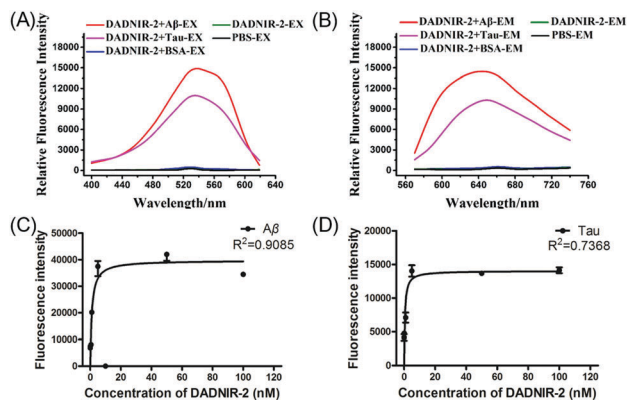 (A)
DADNIR-2+Aβ-EX DADNIR-2-EX
DADNIR-2+Tau-EX PBS-EX
DADNIR-2+BSA-EX
Relative Fluorescence Intensity
15000
12000
9000
6000
3000
0
400 440 480 520 560 600 640
Wavelength/nm
(B)
DADNIR-2+Aβ-EM DADNIR-2-EM
DADNIR-2+Tau-EM PBS-EM
DADNIR-2+BSA-EM
Relative Fluorescence Intensity
18000
15000
12000
9000
6000
3000
0
560 600 640 680 720 760
Wavelength/nm
(C)
Aβ
R²=0.9085
Fluorescence intensity
50000
40000
30000
20000
10000
0
0 20 40 60 80 100 120
Concentration of DADNIR-2 (nM)
(D)
Tau
R²=0.7368
Fluorescence intensity
20000
15000
10000
5000
0
0 20 40 60 80 100 120
Concentration of DADNIR-2 (nM)